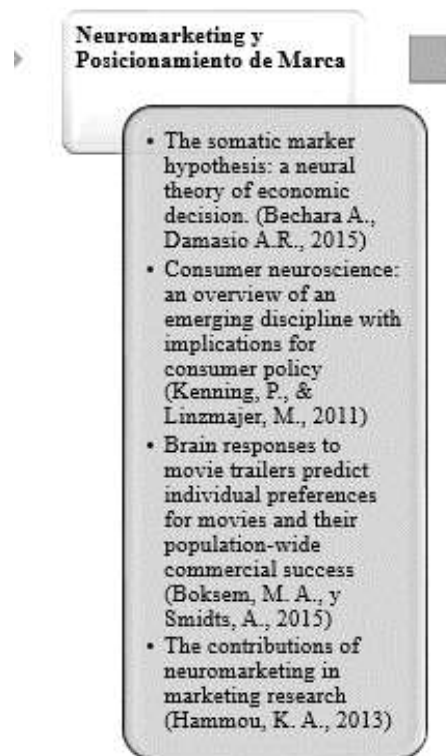 Neuromarketing y
Posicionamiento de Marca
• The somatic marker
hypothesis: a neural
theory of economic
decision. (Bechara A.,
Damasio A.R., 2015)
• Consumer neuroscience:
an overview of an
emerging discipline with
implications for
consumer policy
(Kenning, P., &
Linzmajer, M., 2011)
• Brain responses to
movie trailers predict
individual preferences
for movies and their
population-wide
commercial success
(Boksem, M. A., y
Smidts, A., 2015)
• The contributions of
neuromarketing in
marketing research
(Hammou, K. A., 2013)